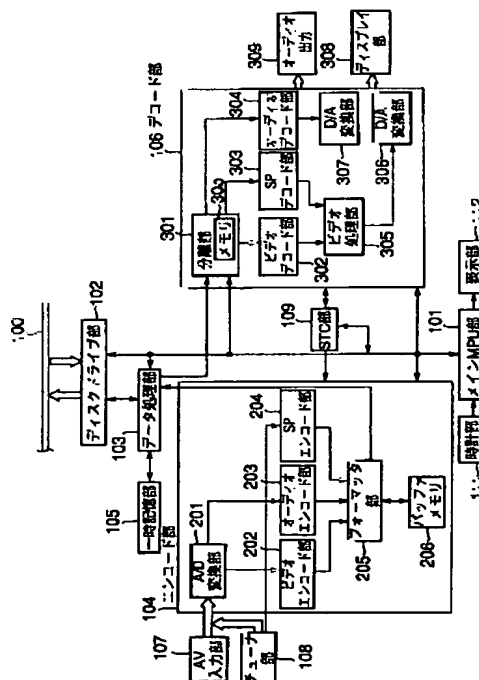 100
102
ディスクドライブ部
103
データ処理部
105
一時記憶部
104
エンコード部
201
A/D
変換部
107
AV
入力部
108
202
ビデオ
エンコード部
203
オーディオ
エンコード部
204
SP
エンコード部
フォーマッタ
部
205
バッファ
メモリ
206
109
STC部
106 デコード部
301
分離部
メモリ
302
ビデオ
デコード部
303
SP
デコード部
304
オーディオ
デコード部
305
ビデオ
処理部
306
D/A
変換部
307
D/A
変換部
308
ディスプレイ
部
309
オーディオ
出力
101
メインMPU部
時計部
表示部